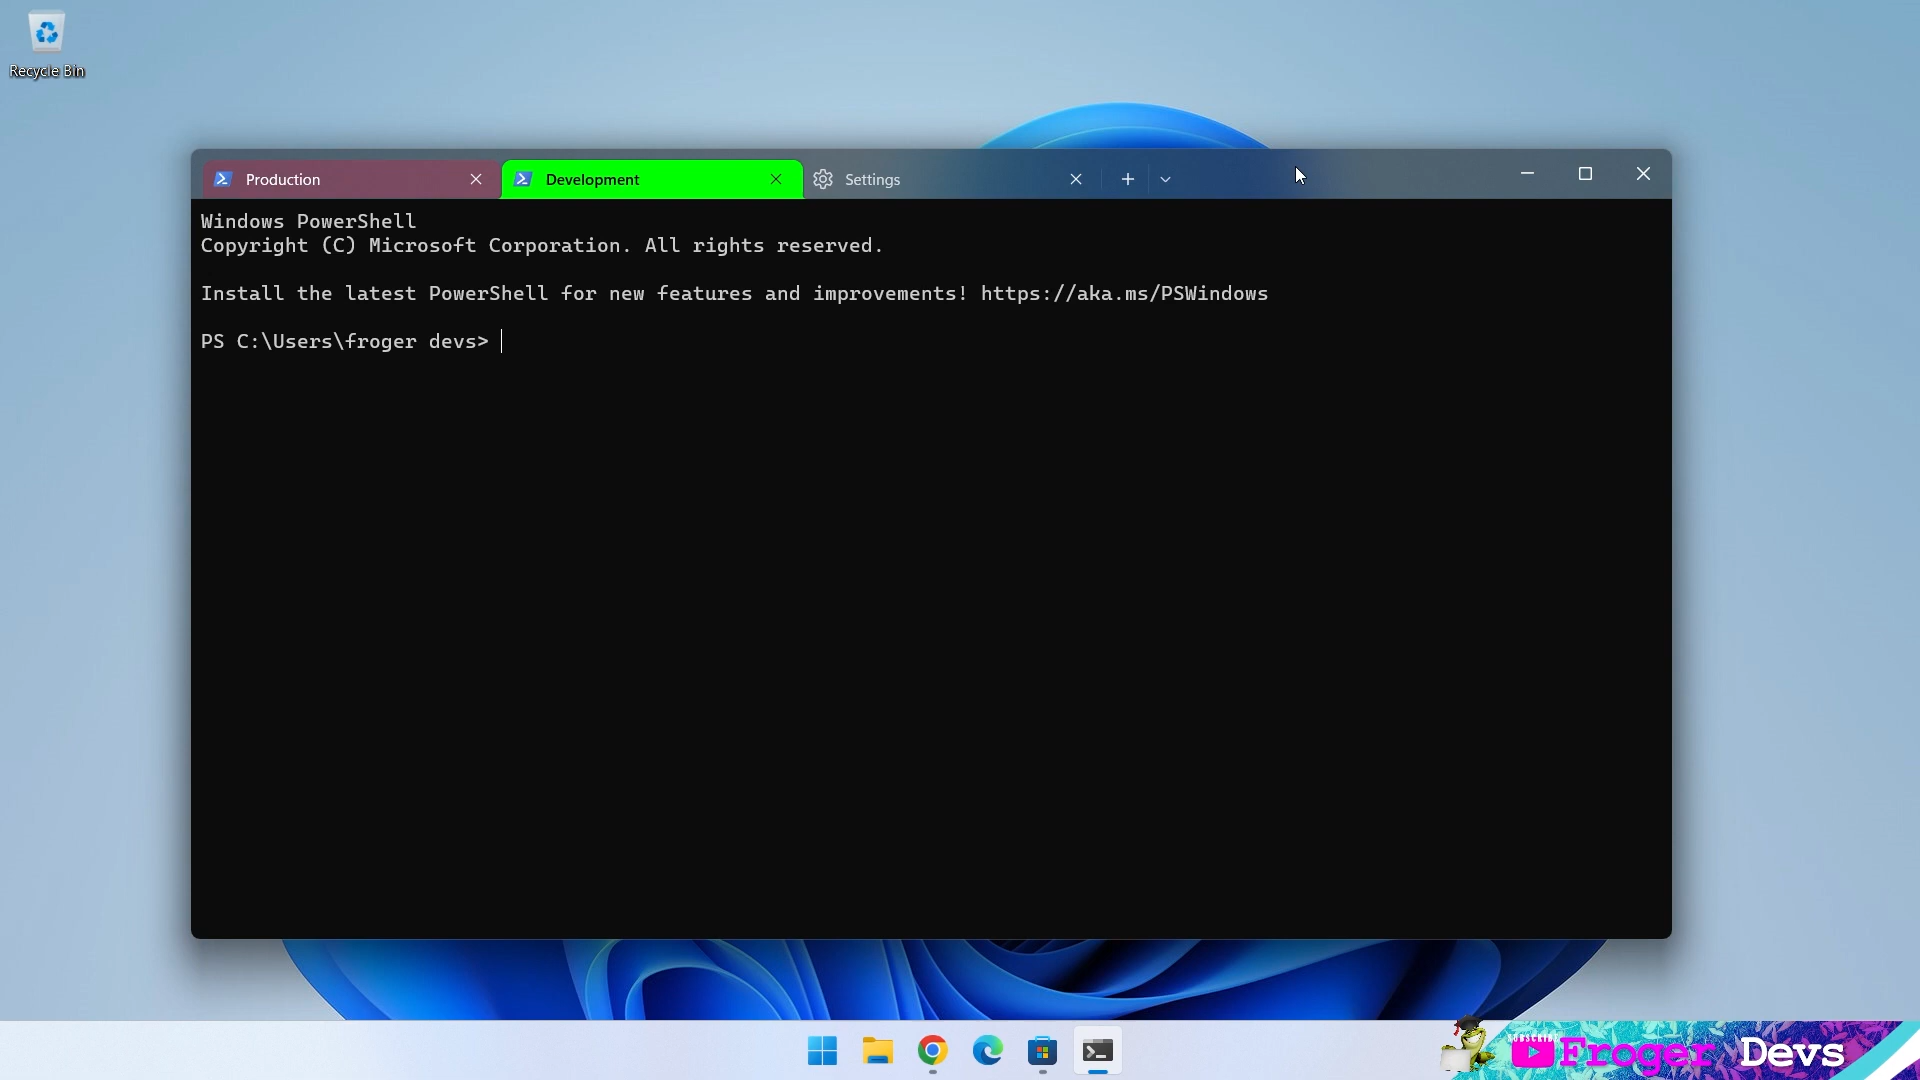 Recycle Bin
Production
Development
Settings
Windows PowerShell
Copyright (C) Microsoft Corporation. All rights reserved.
Install the latest PowerShell for new features and improvements! https://aka.ms/PSWindows
PS C:\Users\froger devs>
SUBSCRIBE
Froger Devs